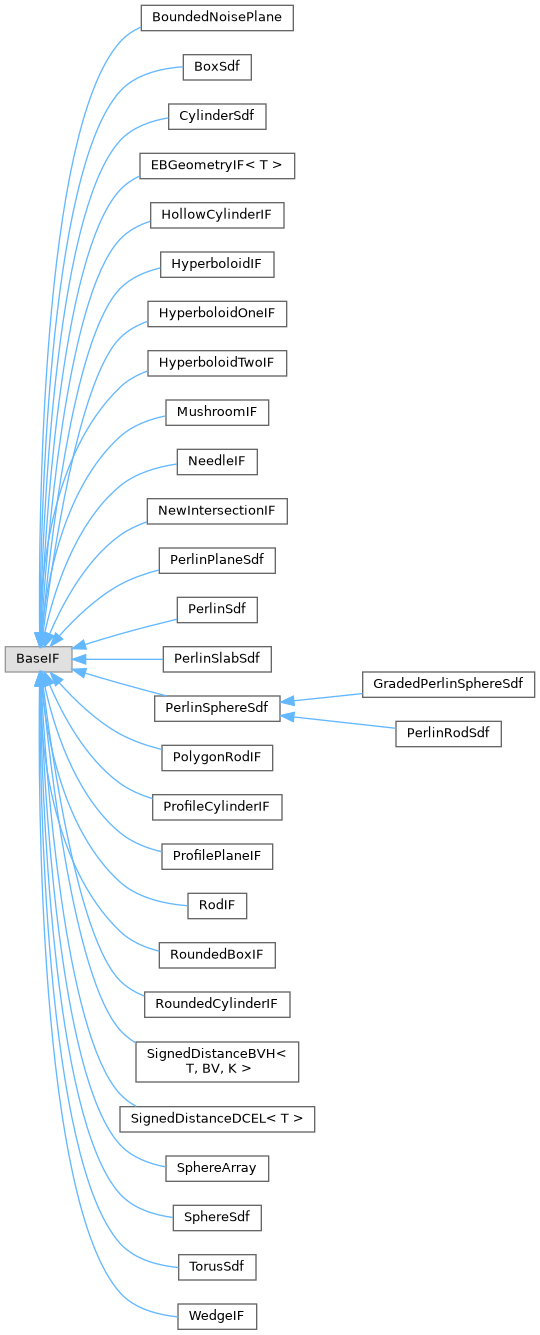 BoundedNoisePlane
BoxSdf
CylinderSdf
EBGeometryIF< T >
HollowCylinderIF
HyperboloidIF
HyperboloidOneIF
HyperboloidTwoIF
MushroomIF
NeedleIF
NewIntersectionIF
PerlinPlaneSdf
PerlinSdf
BaseIF
PerlinSlabSdf
GradedPerlinSphereSdf
PerlinSphereSdf
PerlinRodSdf
PolygonRodIF
ProfileCylinderIF
ProfilePlaneIF
RodIF
RoundedBoxIF
RoundedCylinderIF
SignedDistanceBVH<
T, BV, K >
SignedDistanceDCEL< T >
SphereArray
SphereSdf
TorusSdf
WedgeIF